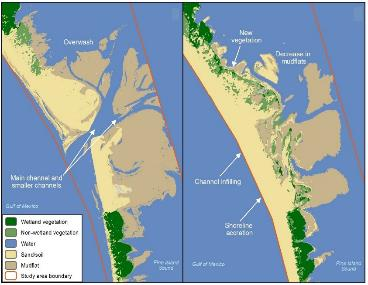 Overwash
Main channel and
smaller channels
Gulf of Mexico
Pine Island
Sound
Wetland vegetation
Non-wetland vegetation
Water
Sand/soil
Mudflat
Study area boundary
New
vegetation
Decrease in
mudflats
Channel infilling
Shoreline
accretion
Gulf of Mexico
Pine Island
Sound